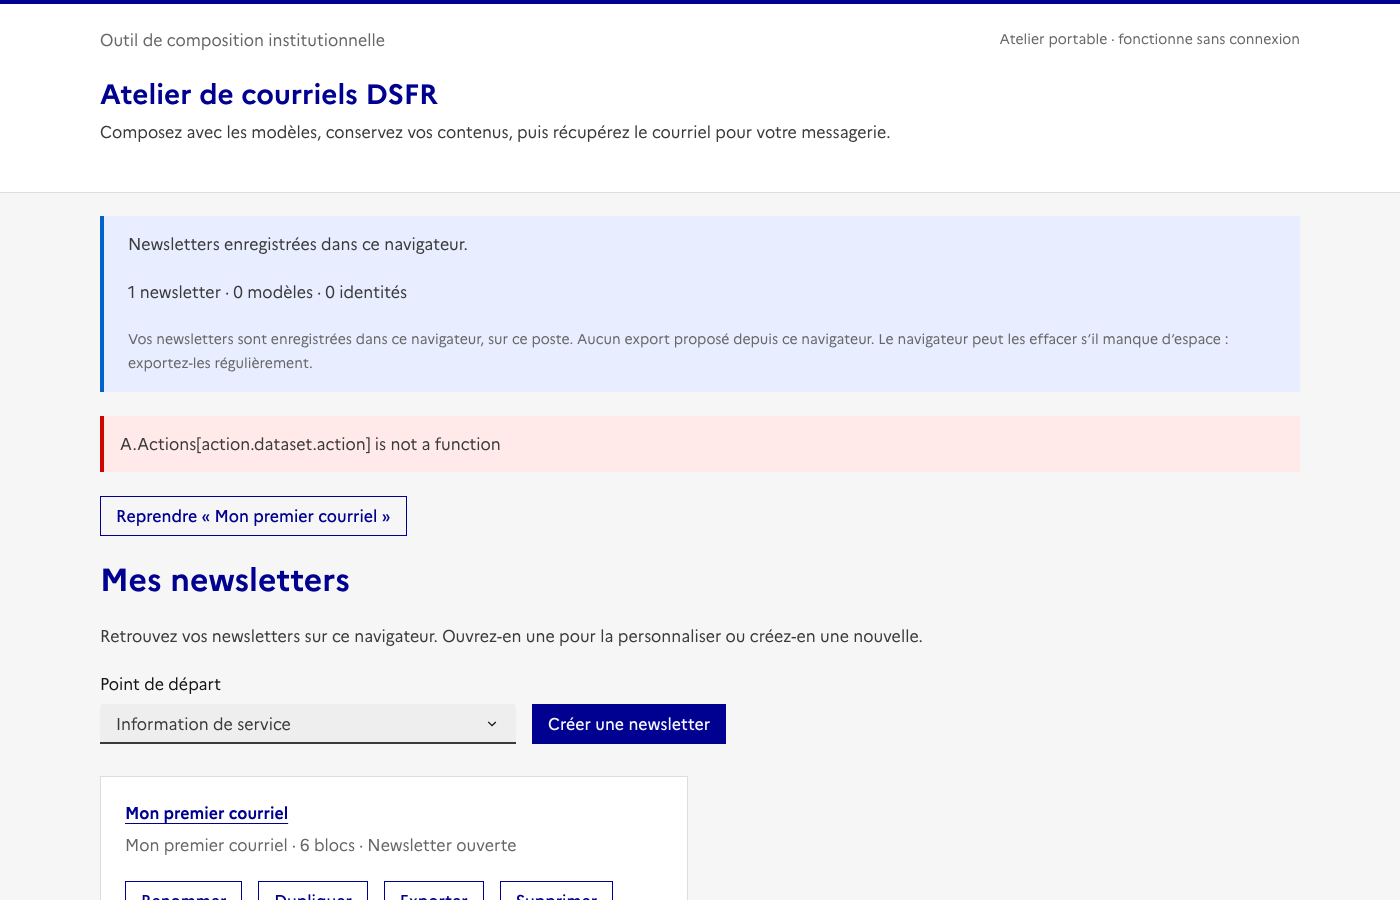 Outil de composition institutionnelle
Atelier portable · fonctionne sans connexion
Atelier de courriels DSFR
Composez avec les modèles, conservez vos contenus, puis récupérez le courriel pour votre messagerie.
Newsletters enregistrées dans ce navigateur.
1 newsletter · 0 modèles · 0 identités
Vos newsletters sont enregistrées dans ce navigateur, sur ce poste. Aucun export proposé depuis ce navigateur. Le navigateur peut les effacer s’il manque d’espace :
exportez-les régulièrement.
A.Actions[action.dataset.action] is not a function
Reprendre « Mon premier courriel »
Mes newsletters
Retrouvez vos newsletters sur ce navigateur. Ouvrez-en une pour la personnaliser ou créez-en une nouvelle.
Point de départ
Information de service
Créer une newsletter
Mon premier courriel
Mon premier courriel · 6 blocs · Newsletter ouverte
Renommer Dupliquer Exporter Supprimer